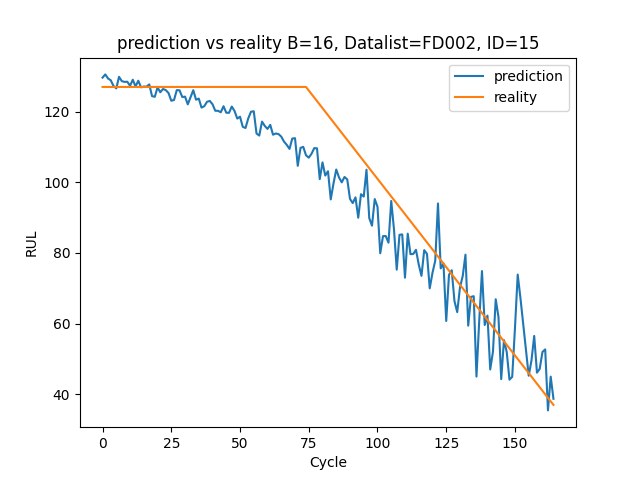 prediction vs reality B=16, Datalist=FD002, ID=15
prediction
reality
120
100
80
60
40
RUL
0 25 50 75 100 125 150
Cycle